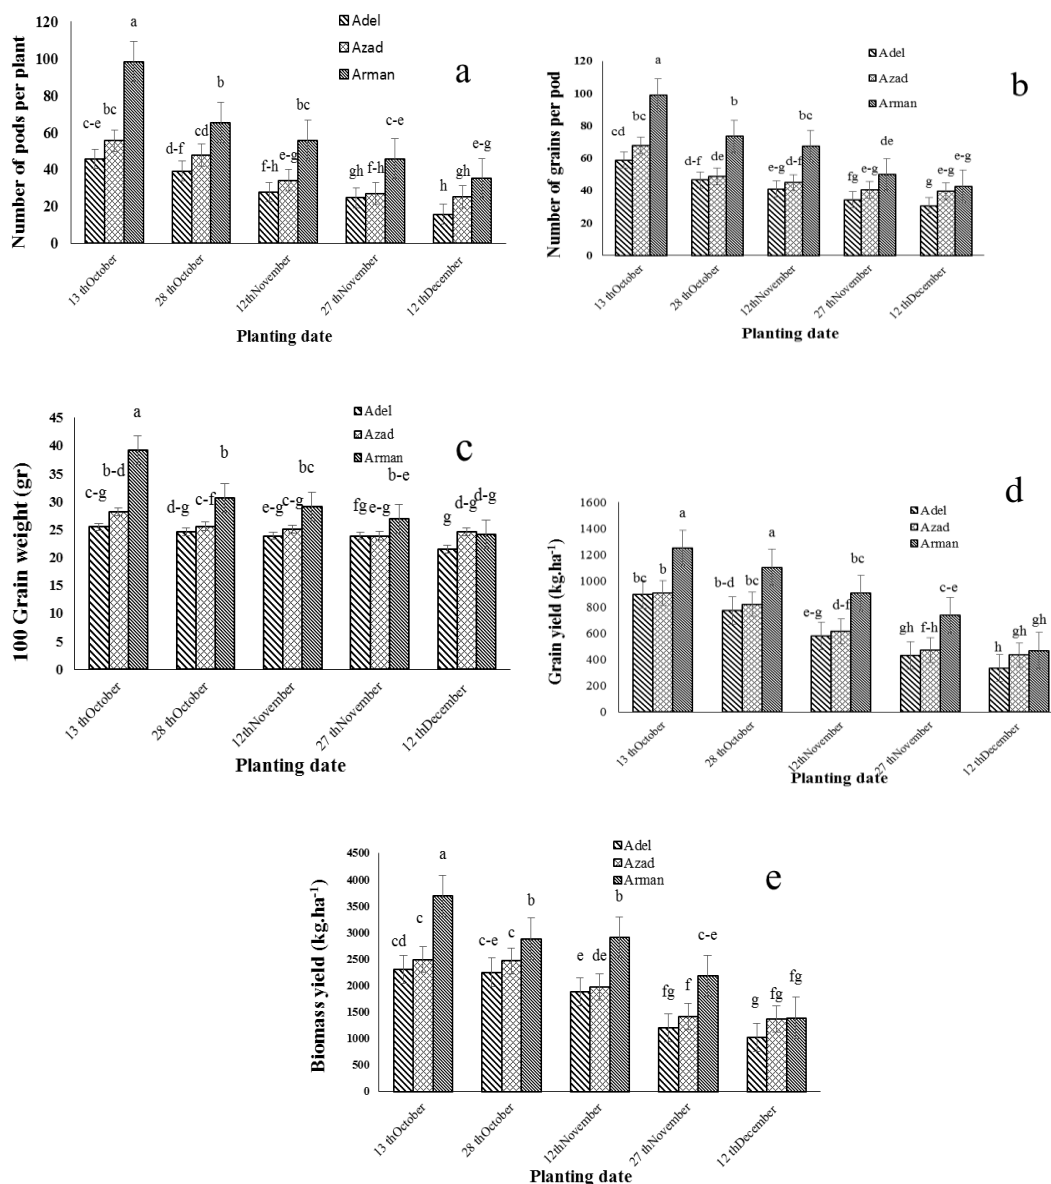 Number of pods per plant
120
100
80
60
40
20
0
Adel
Azad
Arman
a
c-e
bc
a
d-f
cd
b
f-h
e-g
bc
gh
f-h
c-e
h
gh
e-g
13 thOctober
28 thOctober
12thNovember
27 thNovember
12 thDecember
Planting date
Number of grains per pod
120
100
80
60
40
20
0
Adel
Azad
Arman
b
cd
bc
a
d-f
de
b
e-g
d-f
bc
fg
e-g
de
g
e-g
e-g
13 thOctober
28 thOctober
12thNovember
27 thNovember
12 thDecember
Planting date
100 Grain weight (gr)
45
40
35
30
25
20
15
10
5
0
Adel
Azad
Arman
c
c-g
b-d
a
d-g
c-f
b
e-g
c-g
bc
fg
e-g
b-e
g
d-g
d-g
13 thOctober
28 thOctober
12thNovember
27 thNovember
12 thDecember
Planting date
Grain yield (kg.ha-1)
1600
1400
1200
1000
800
600
400
200
0
Adel
Azad
Arman
d
bc
b
a
b-d
bc
a
e-g
d-f
bc
gh
f-h
c-e
h
gh
gh
13 thOctober
28 thOctober
12thNovember
27 thNovember
12 thDecember
Planting date
Biomass yield (kg.ha-1)
4500
4000
3500
3000
2500
2000
1500
1000
500
0
Adel
Azad
Arman
e
cd
c
a
c-e
c
b
e
de
b
fg
f
c-e
g
fg
fg
13 thOctober
28 thOctober
12thNovember
27 thNovember
12 thDecember
Planting date